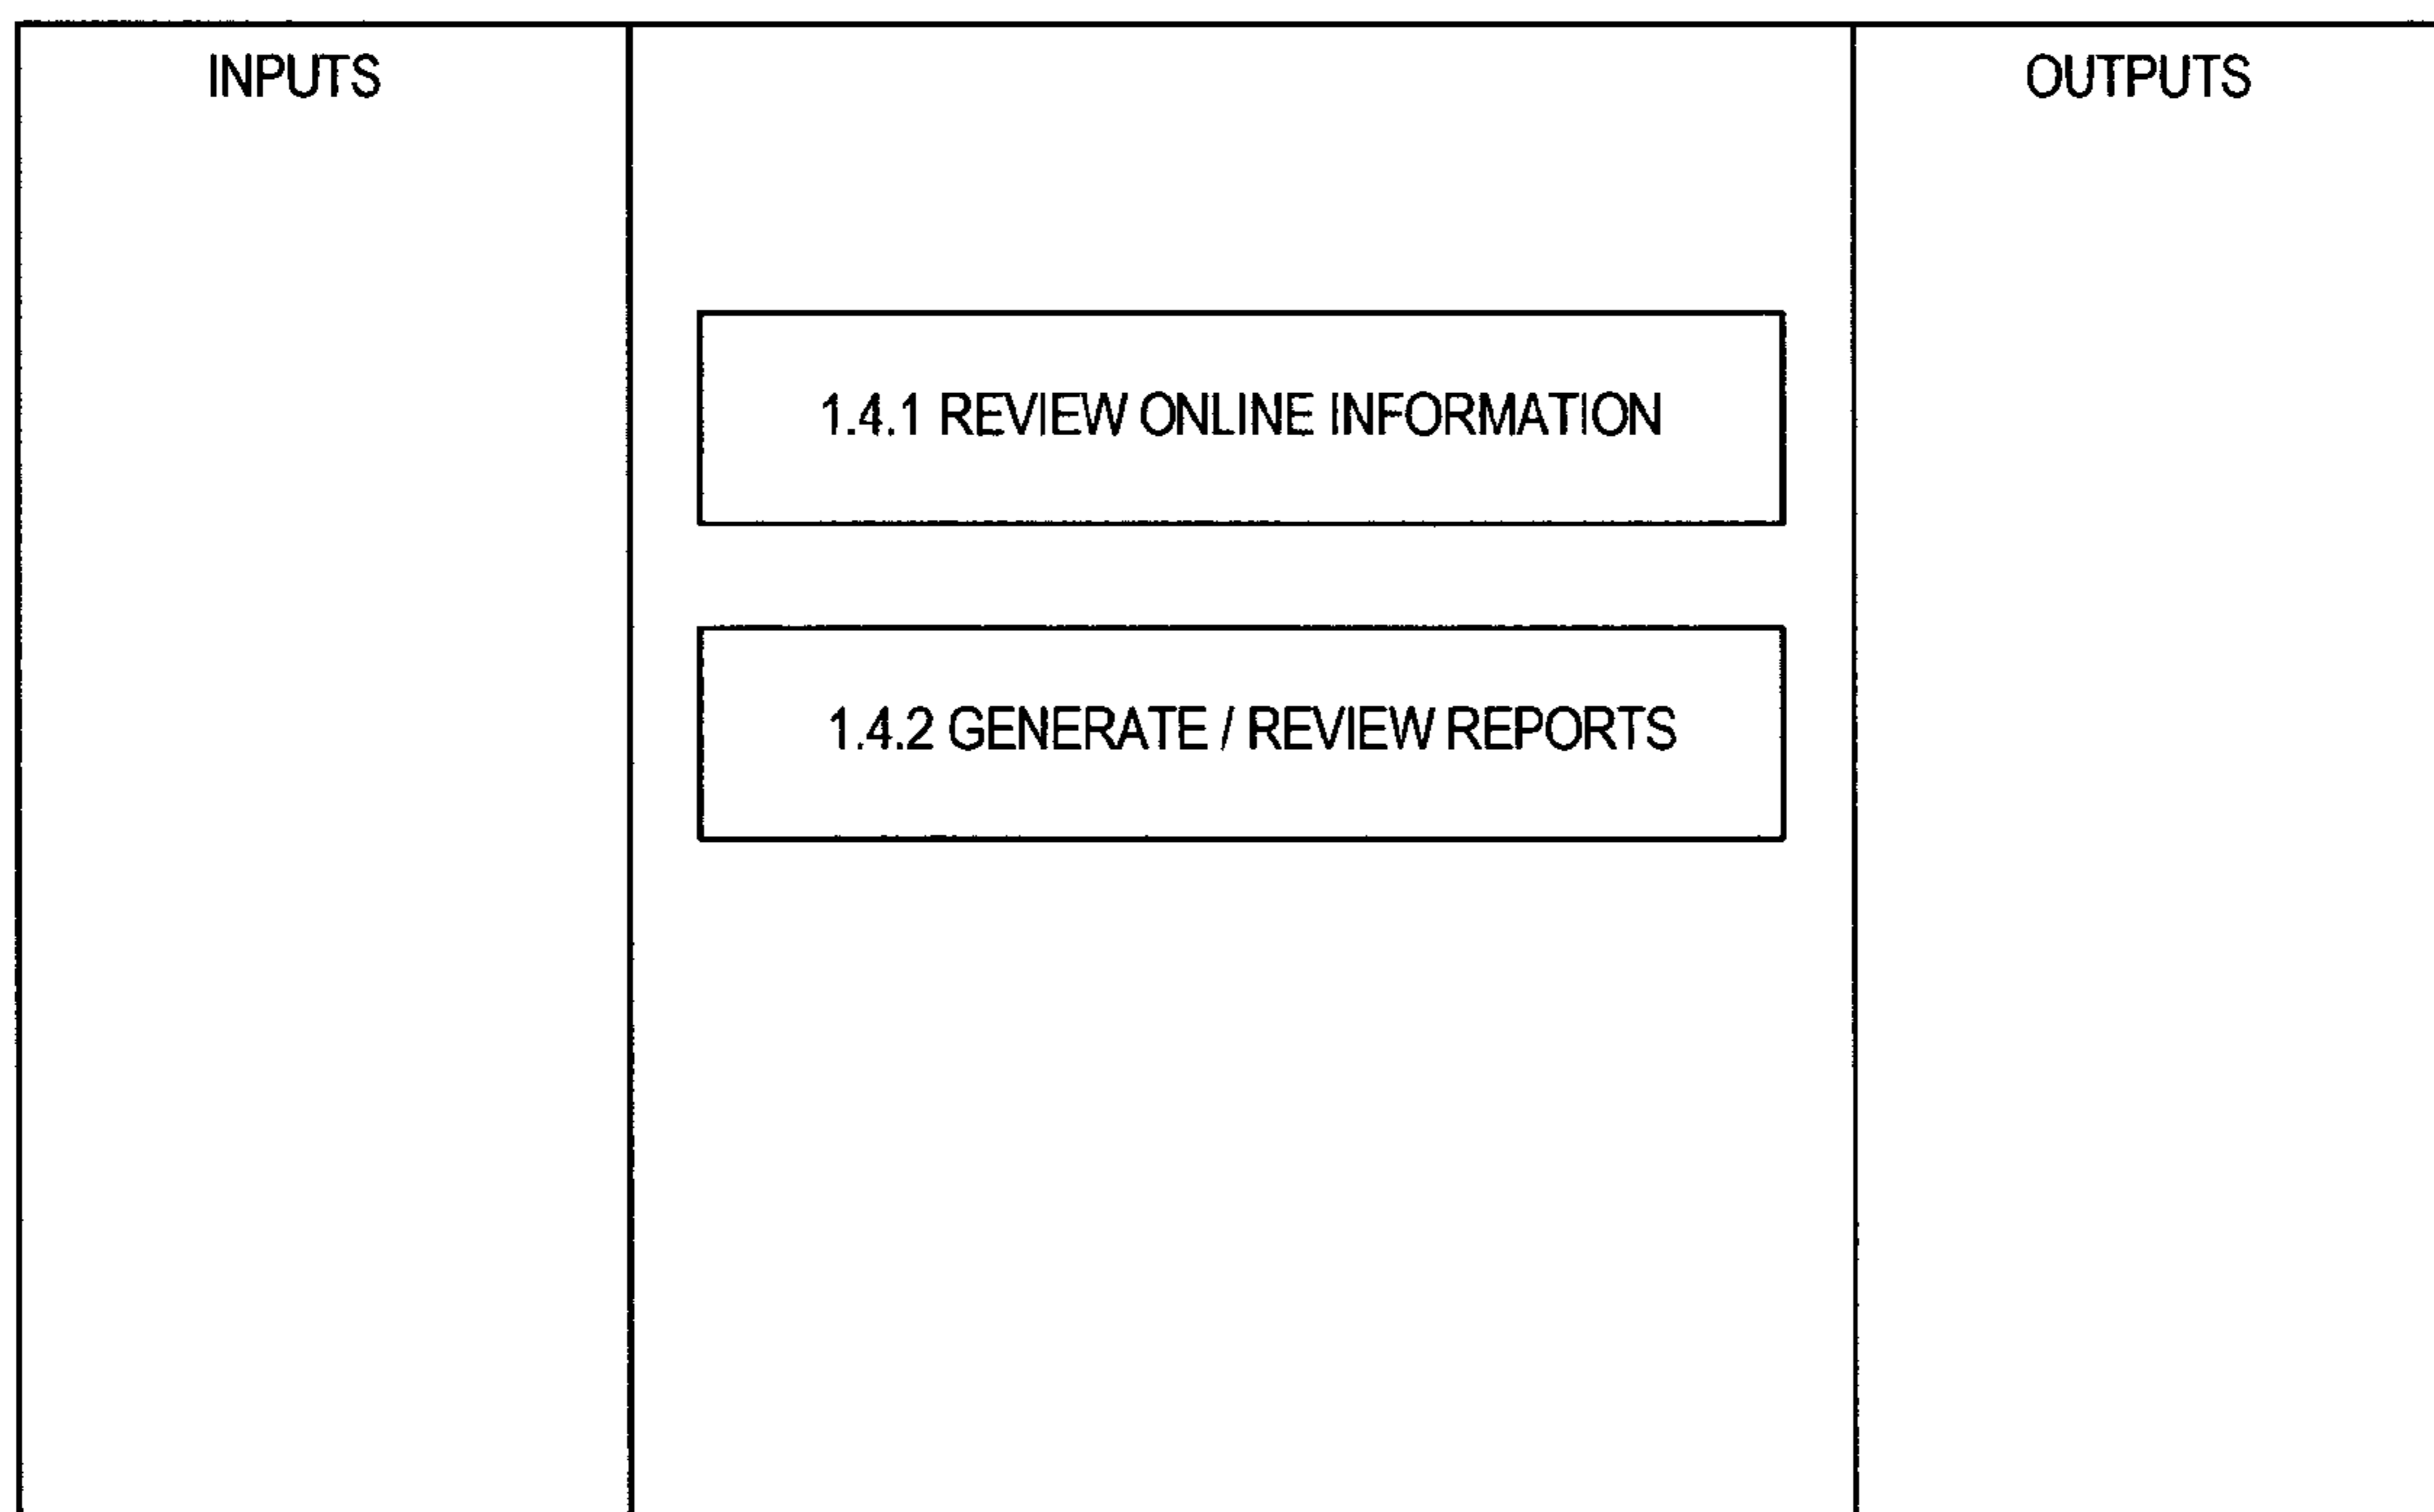 INPUTS
OUTPUTS
1.4.1 REVIEW ONLINE INFORMATION
1.4.2 GENERATE / REVIEW REPORTS